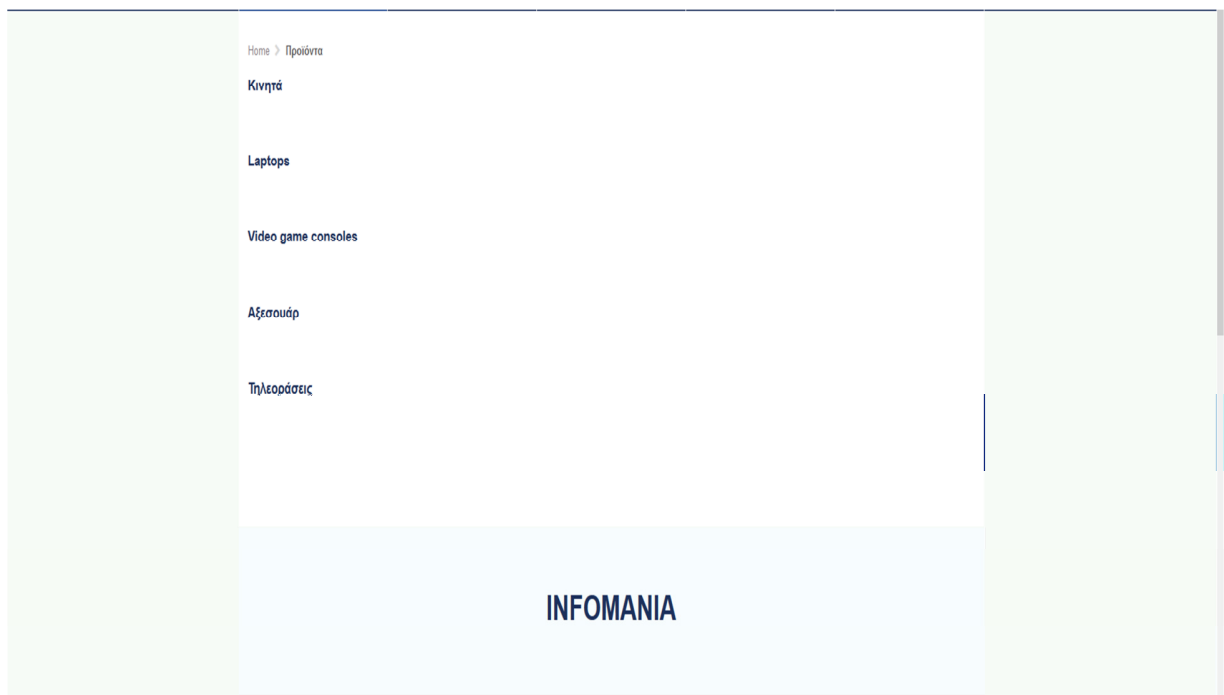 Home > Προϊόντα
Κινητά
Laptops
Video game consoles
Αξεσουάρ
Τηλεοράσεις
INFOMANIA